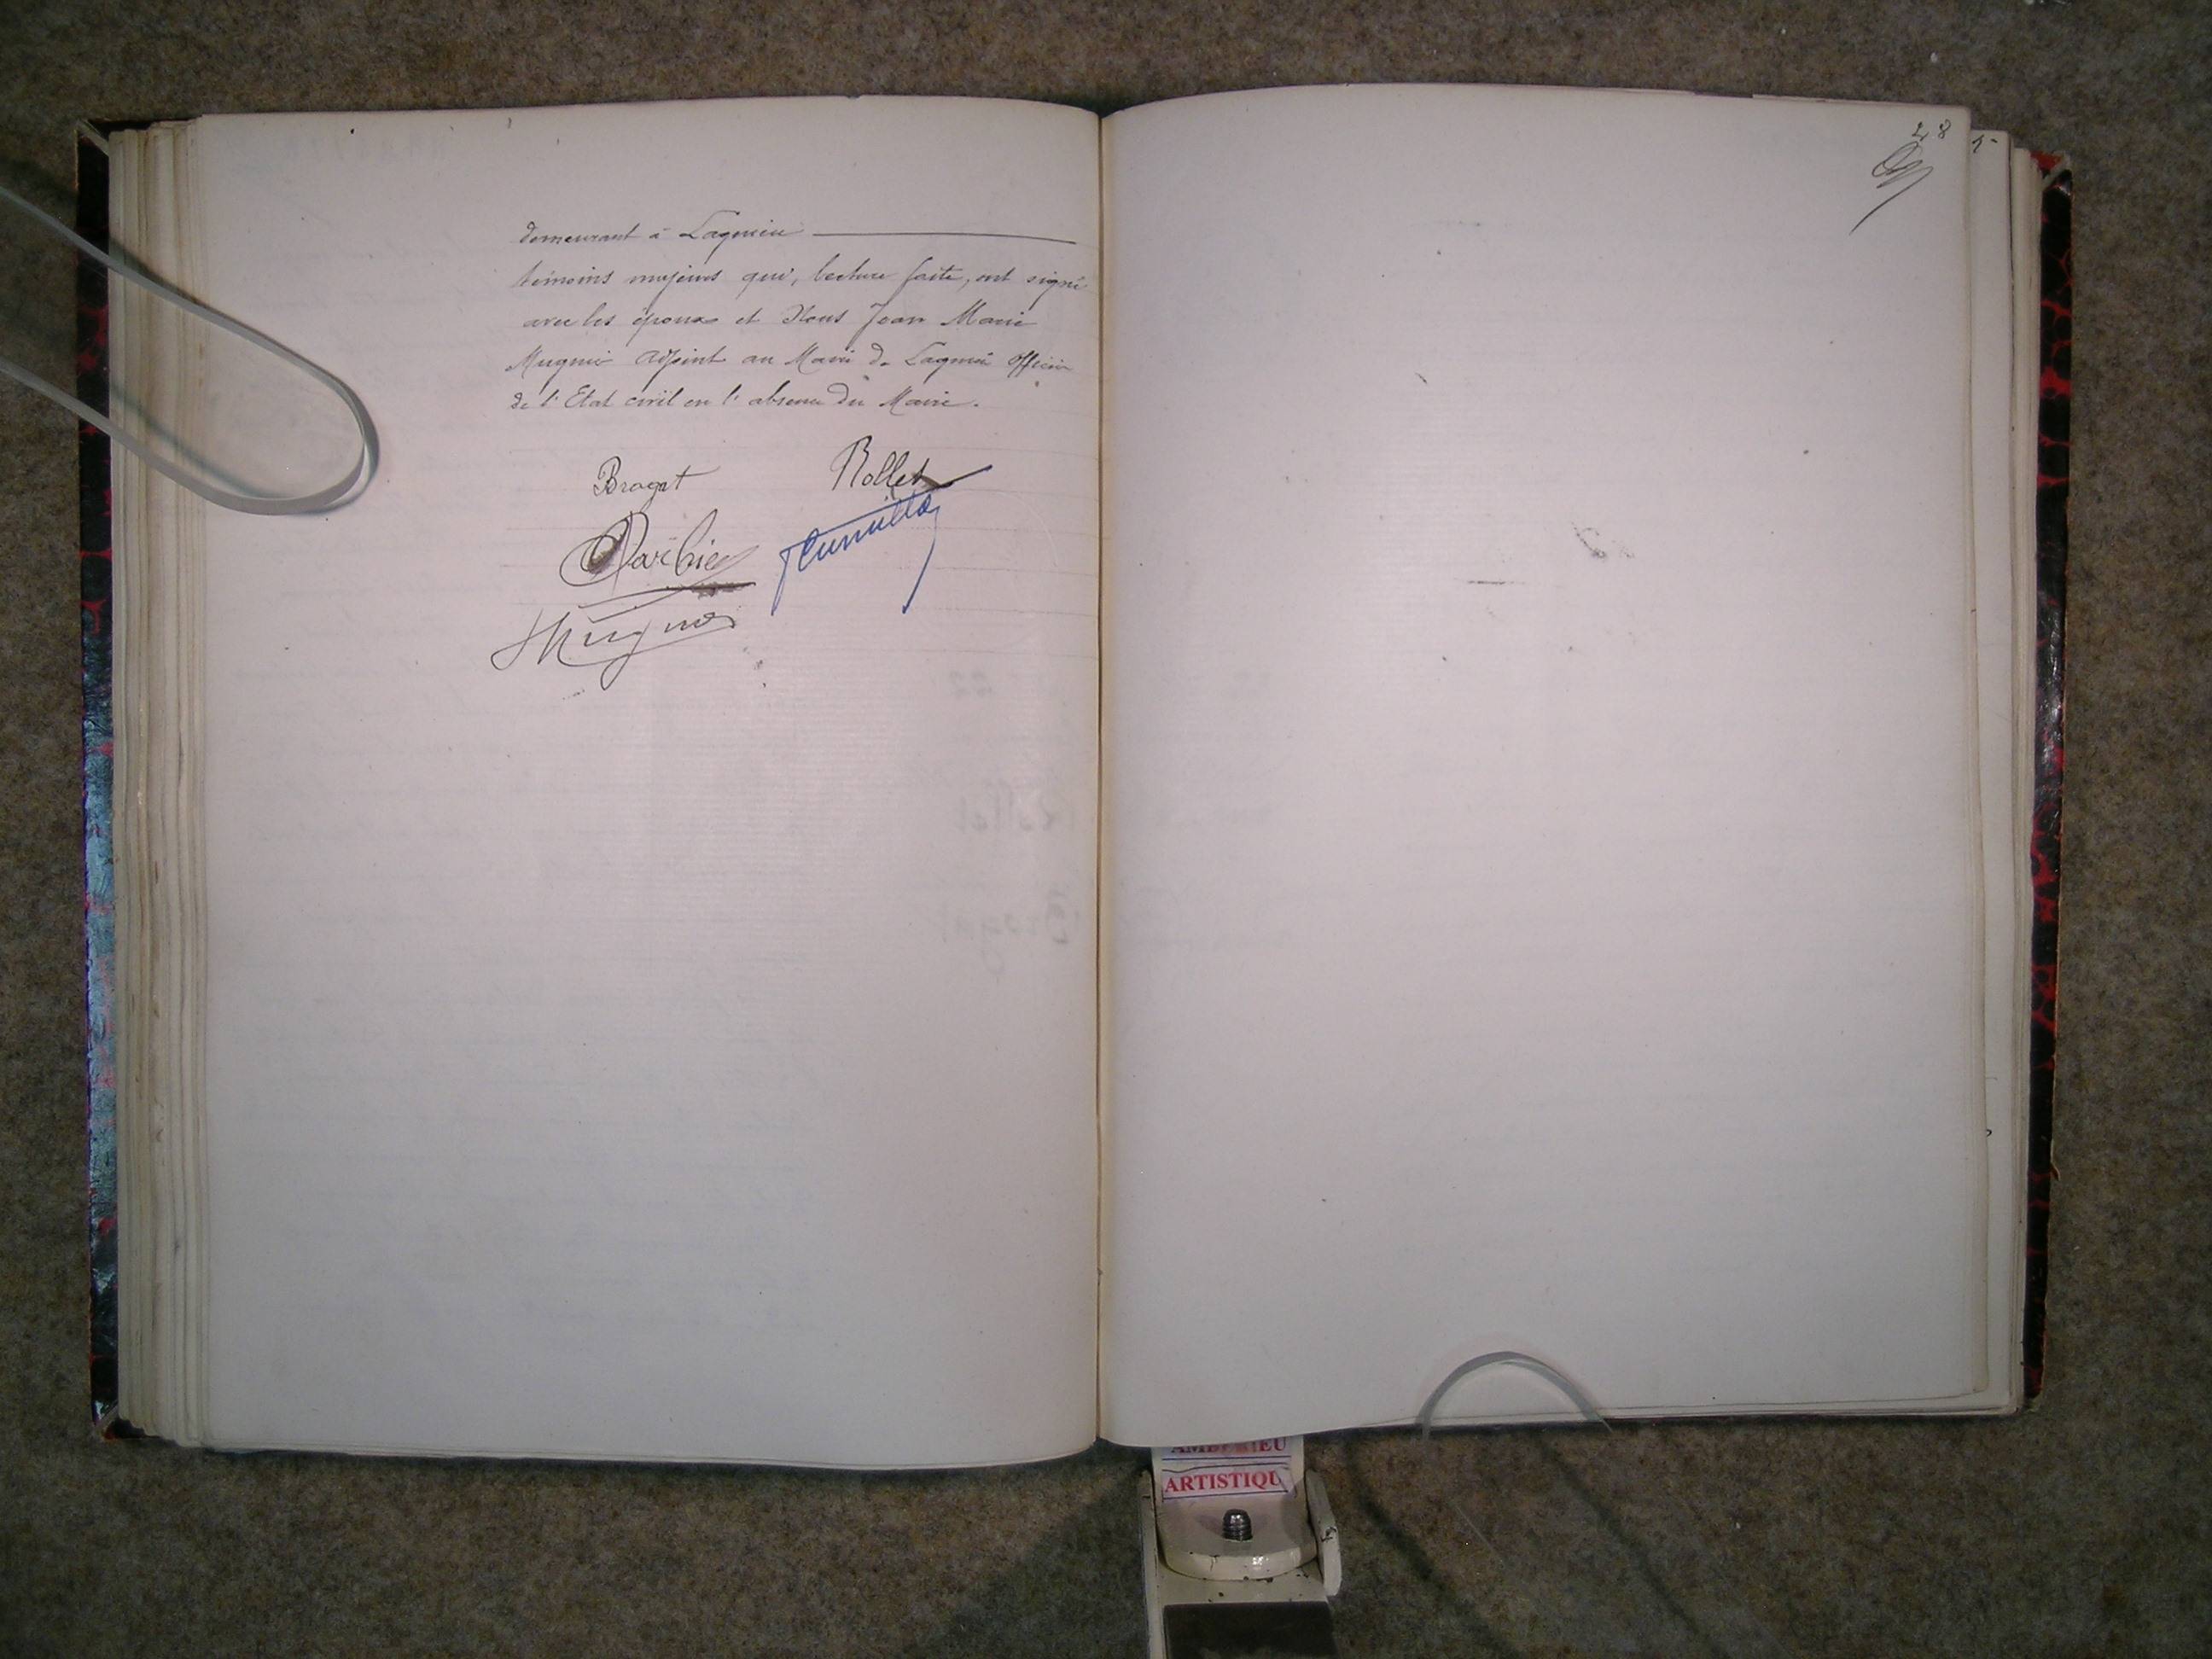 demeurant à Lagnieu
témoins majeurs qui, lecture faite, ont signé
avec les époux et Nous Jean Marie
Mugnier adjoint au Maire de Lagnieu officier
de l'Etat civil en l'absence du Maire.
Bragat Rollet
Barbier
Mugnier
28
AMBERIEU
ARTISTIQU